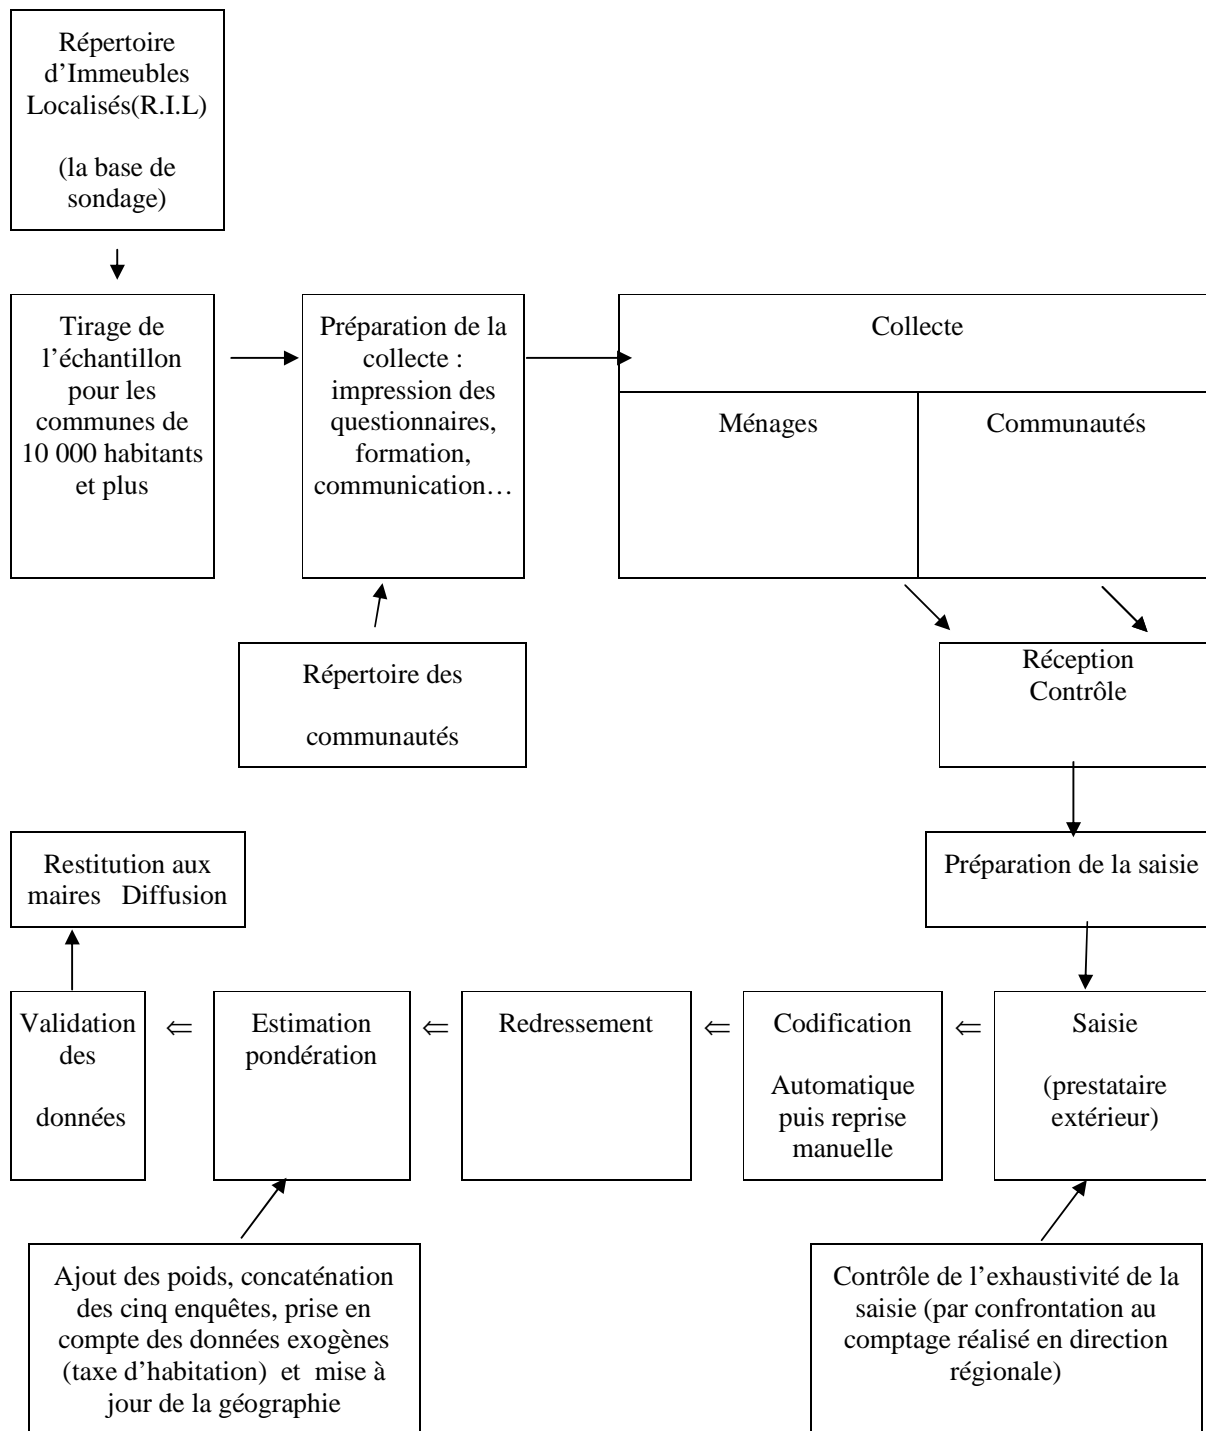 Répertoire
d’Immeubles
Localisés(R.I.L)
(la base de
sondage)
Tirage de
l’échantillon
pour les
communes de
10 000 habitants
et plus
Préparation de la
collecte :
impression des
questionnaires,
formation,
communication…
Collecte
Ménages
Communautés
Répertoire des
communautés
Réception
Contrôle
Restitution aux
maires Diffusion
Préparation de la saisie
Validation
des
données
⇐
Estimation
pondération
⇐
Redressement
⇐
Codification
Automatique
puis reprise
manuelle
⇐
Saisie
(prestataire
extérieur)
Ajout des poids, concaténation
des cinq enquêtes, prise en
compte des données exogènes
(taxe d’habitation) et mise à
jour de la géographie
Contrôle de l’exhaustivité de la
saisie (par confrontation au
comptage réalisé en direction
régionale)